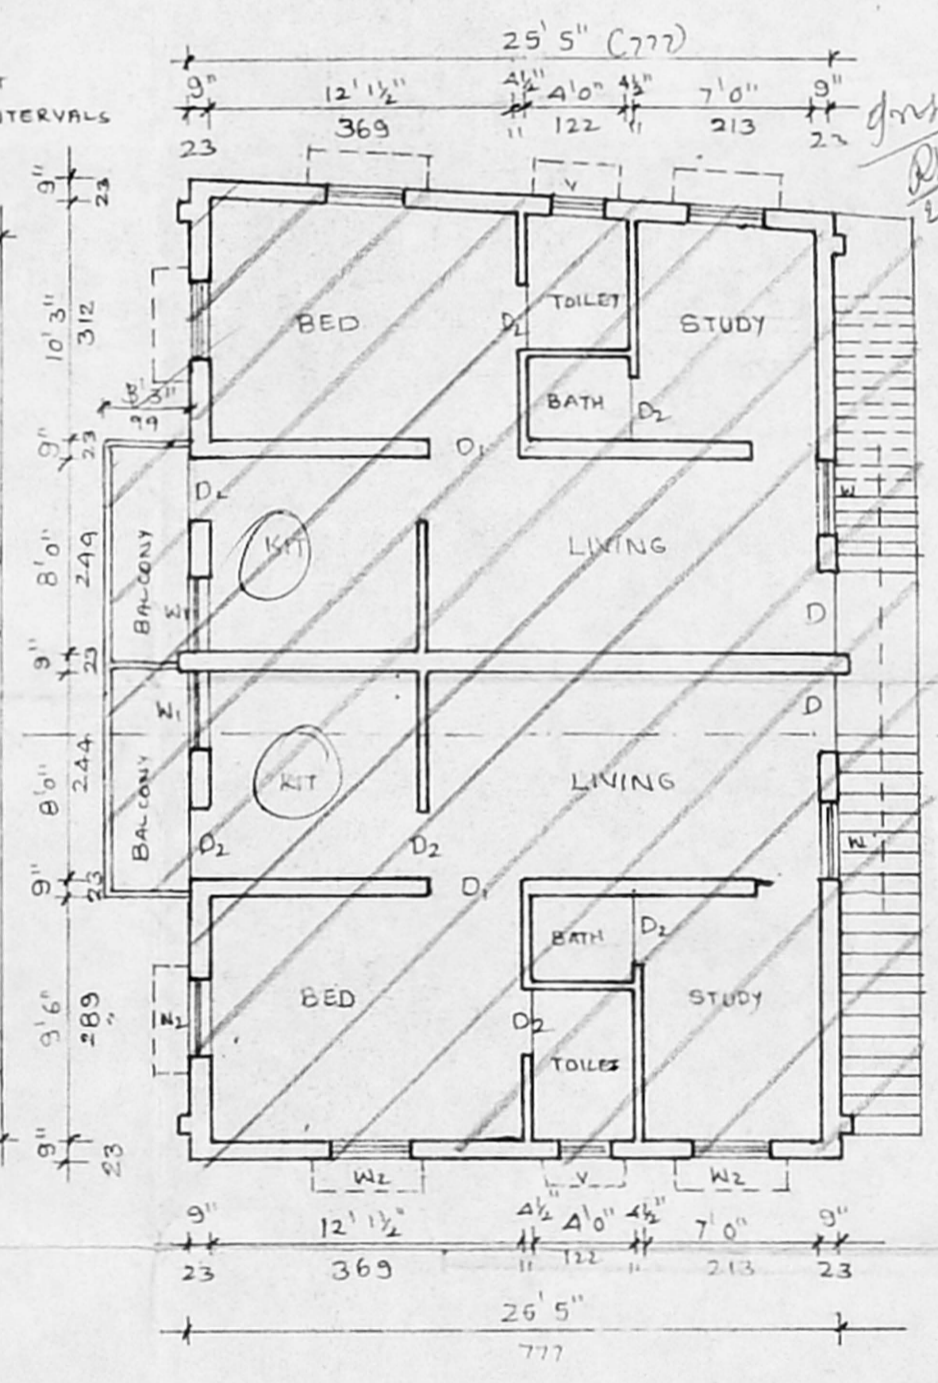 25'5" (777)
9" 12'1½" 4½" 4'0" 4½" 7'0" 9"
TERVALS
23 369 11 122 11 213 23
9" 23
V
10'3" 312
BED D2 TOILET STUDY
3'3"
99
BATH D2
9" 23
D1
D2 W
8'0" 299
BALCONY KIT LIVING
W1 D
9" 23
W1 D
8'0" 244
BALCONY KIT LIVING
D2 D2 W
9" 23
D1
BATH D2
9'6" 289
W2 BED D2 STUDY
TOILET
9" 23
W2 V W2
9" 12'1½" 4½" 4'0" 4½" 7'0" 9"
23 369 11 122 11 213 23
26'5"
777